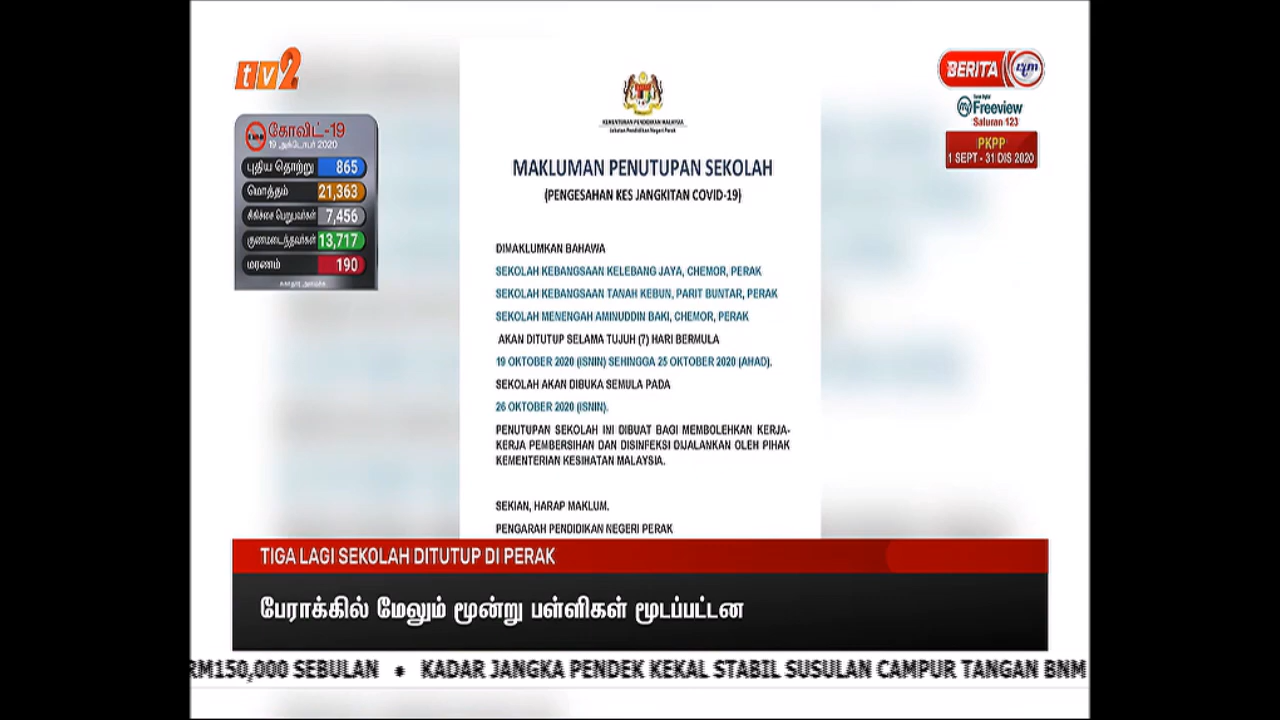 tv2
BERITA rtm
my Freeview
Saluran 123
PKPP
1 SEPT - 31 DIS 2020
கோவிட்-19
19 அக்டோபர் 2020
புதிய தொற்று 865
மொத்தம் 21,363
சிகிச்சை பெறுபவர்கள் 7,456
குணமடைந்தவர்கள் 13,717
மரணம் 190
KEMENTERIAN PENDIDIKAN MALAYSIA
Jabatan Pendidikan Negeri Perak
MAKLUMAN PENUTUPAN SEKOLAH
(PENGESAHAN KES JANGKITAN COVID-19)
DIMAKLUMKAN BAHAWA
SEKOLAH KEBANGSAAN KELEBANG JAYA, CHEMOR, PERAK
SEKOLAH KEBANGSAAN TANAH KEBUN, PARIT BUNTAR, PERAK
SEKOLAH MENENGAH AMINUDDIN BAKI, CHEMOR, PERAK
AKAN DITUTUP SELAMA TUJUH (7) HARI BERMULA
19 OKTOBER 2020 (ISNIN) SEHINGGA 25 OKTOBER 2020 (AHAD).
SEKOLAH AKAN DIBUKA SEMULA PADA
26 OKTOBER 2020 (ISNIN).
PENUTUPAN SEKOLAH INI DIBUAT BAGI MEMBOLEHKAN KERJA-
KERJA PEMBERSIHAN DAN DISINFEKSI DIJALANKAN OLEH PIHAK
KEMENTERIAN KESIHATAN MALAYSIA.
SEKIAN, HARAP MAKLUM.
PENGARAH PENDIDIKAN NEGERI PERAK
TIGA LAGI SEKOLAH DITUTUP DI PERAK
பேராக்கில் மேலும் மூன்று பள்ளிகள் மூடப்பட்டன
RM150,000 SEBULAN • KADAR JANGKA PENDEK KEKAL STABIL SUSULAN CAMPUR TANGAN BNM